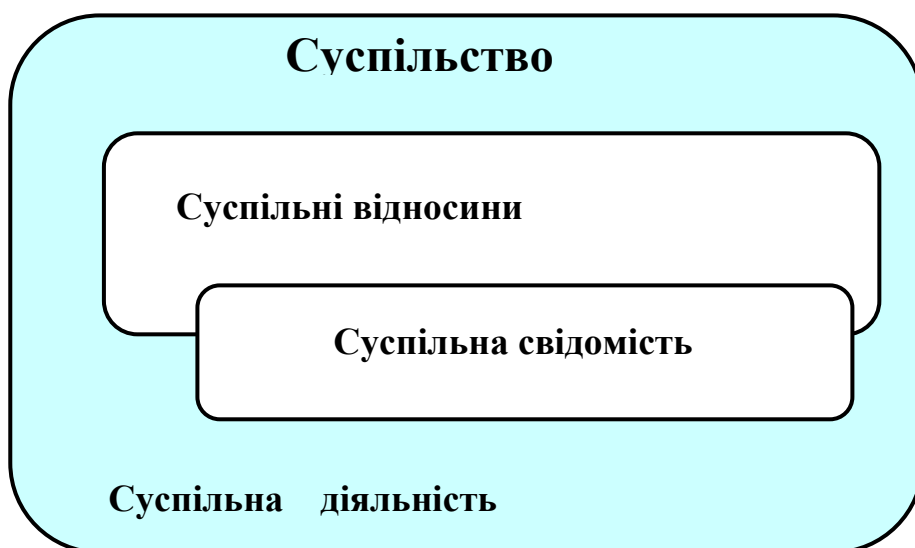 Суспільство
Суспільні відносини
Суспільна свідомість
Суспільна діяльність